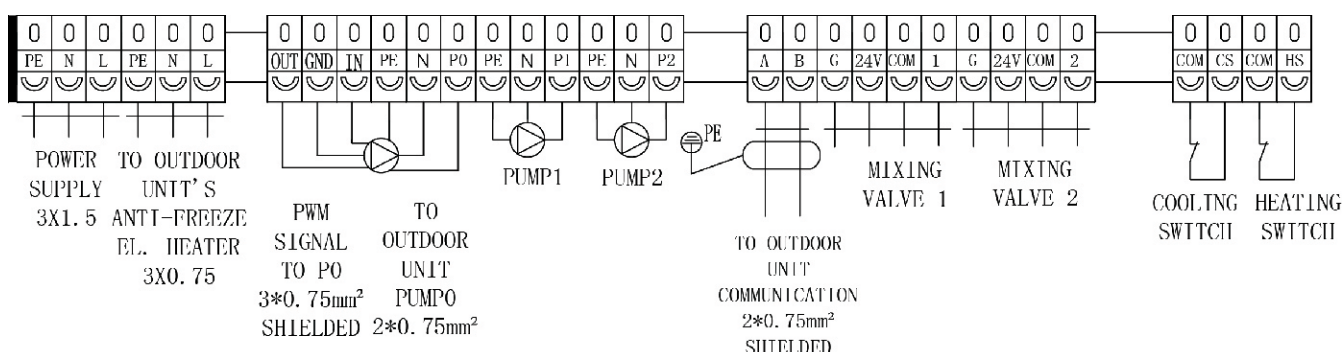 0 0 0 0 0 0 0 0 0 0 0 0 0 0 0 0 0 0 0 0 0 0 0 0 0 0 0 0 0 0 0 0
PE N L PE N L OUT GND IN PE N P0 PE N P1 PE N P2 A B G 24V COM 1 G 24V COM 2 COM CS COM HS
POWER
SUPPLY
3X1.5
TO OUTDOOR
UNIT'S
ANTI-FREEZE
EL. HEATER
3X0.75
PWM
SIGNAL
TO P0
3*0.75mm²
SHIELDED
TO
OUTDOOR
UNIT
PUMP0
2*0.75mm²
PUMP1
PUMP2
PE
TO OUTDOOR
UNIT
COMMUNICATION
2*0.75mm²
SHIELDED
MIXING
VALVE 1
MIXING
VALVE 2
COOLING
SWITCH
HEATING
SWITCH